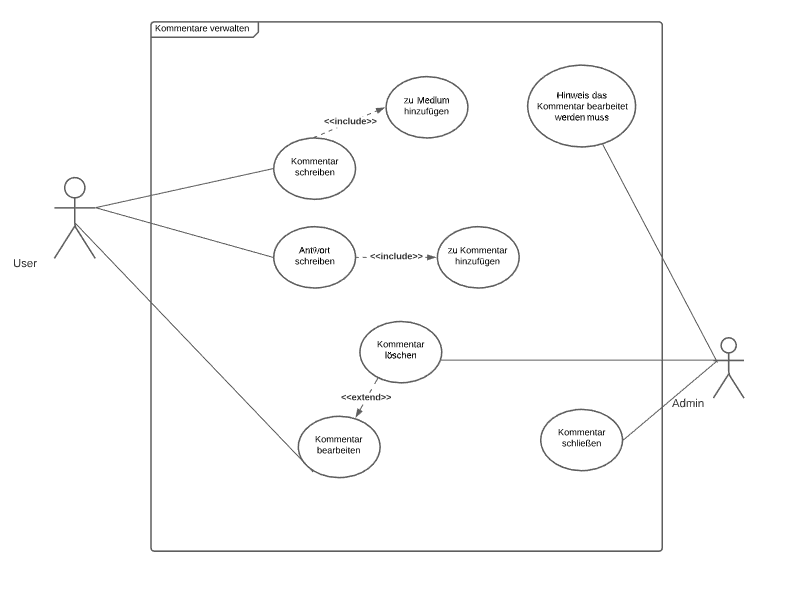 Kommentare verwalten
zu Medium
hinzufügen
Hinweis das
Kommentar bearbeitet
werden muss
<<include>>
Kommentar
schreiben
User
schreiben
<<include>>
zu Kommentar
hinzufügen
Kommentar
löschen
<<extend>>
Admin
Kommentar
bearbeiten
Kommentar
schließen